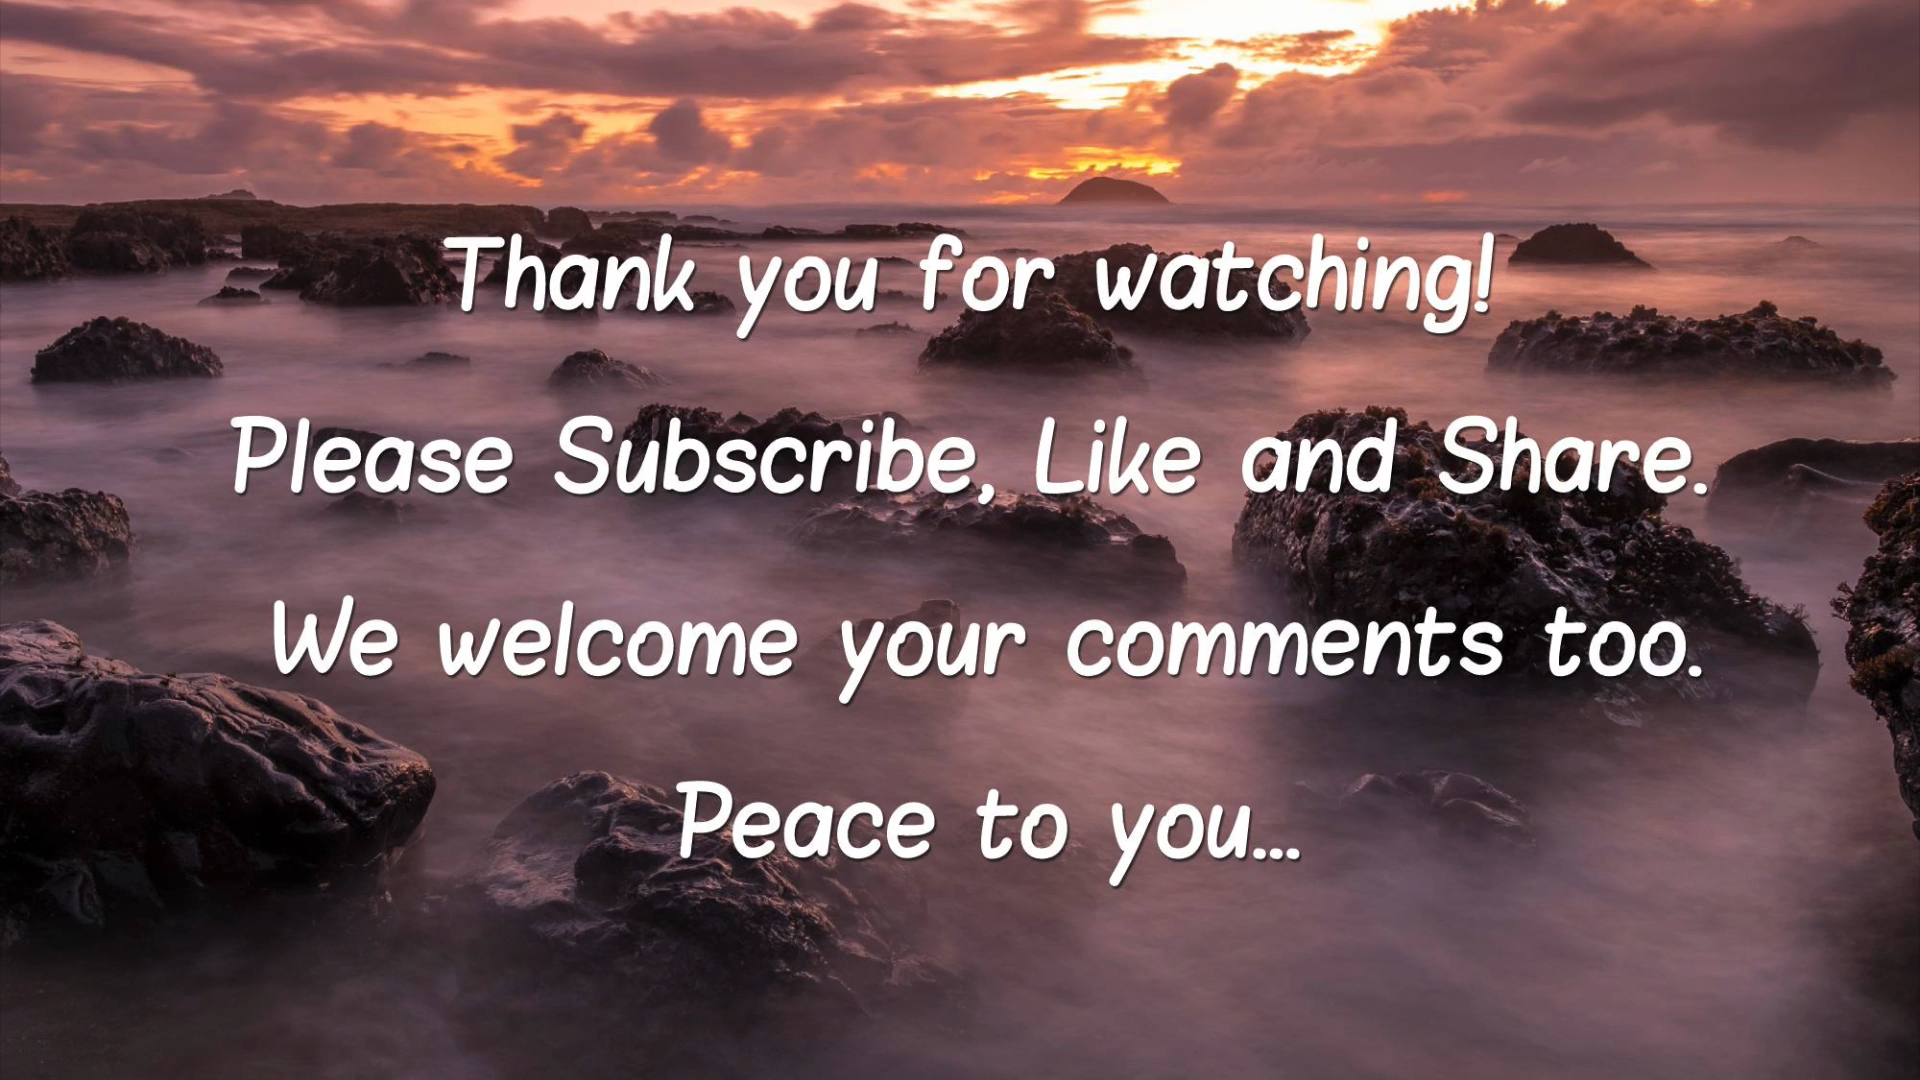 Thank you for watching!
Please Subscribe, Like and Share.
We welcome your comments too.
Peace to you...